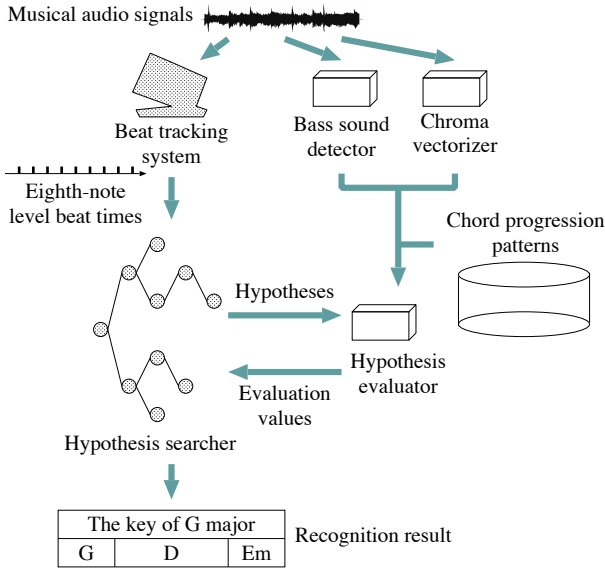 Musical audio signals
Beat tracking
system
Bass sound
detector
Chroma
vectorizer
Eighth-note
level beat times
Chord progression
patterns
Hypotheses
Hypothesis
evaluator
Evaluation
values
Hypothesis searcher
The key of G major
G D Em
Recognition result